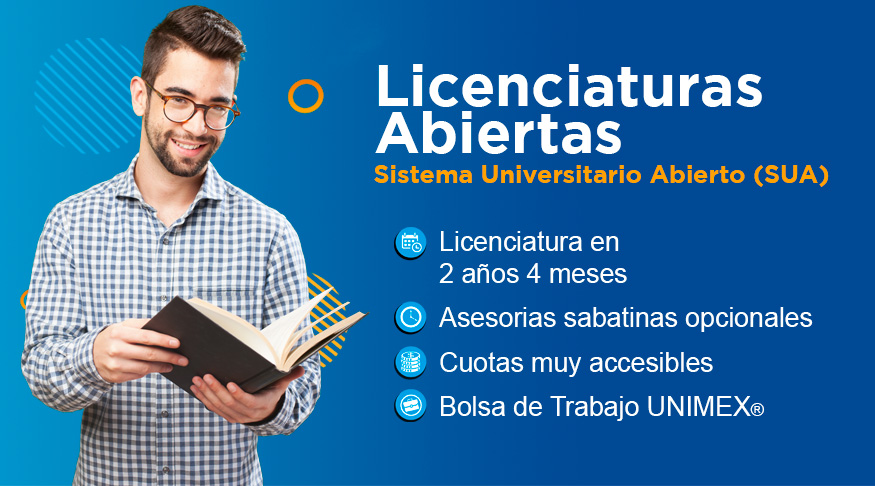 Licenciaturas
Abiertas
Sistema Universitario Abierto (SUA)
Licenciatura en
2 años 4 meses
Asesorias sabatinas opcionales
Cuotas muy accesibles
Bolsa de Trabajo UNIMEX®